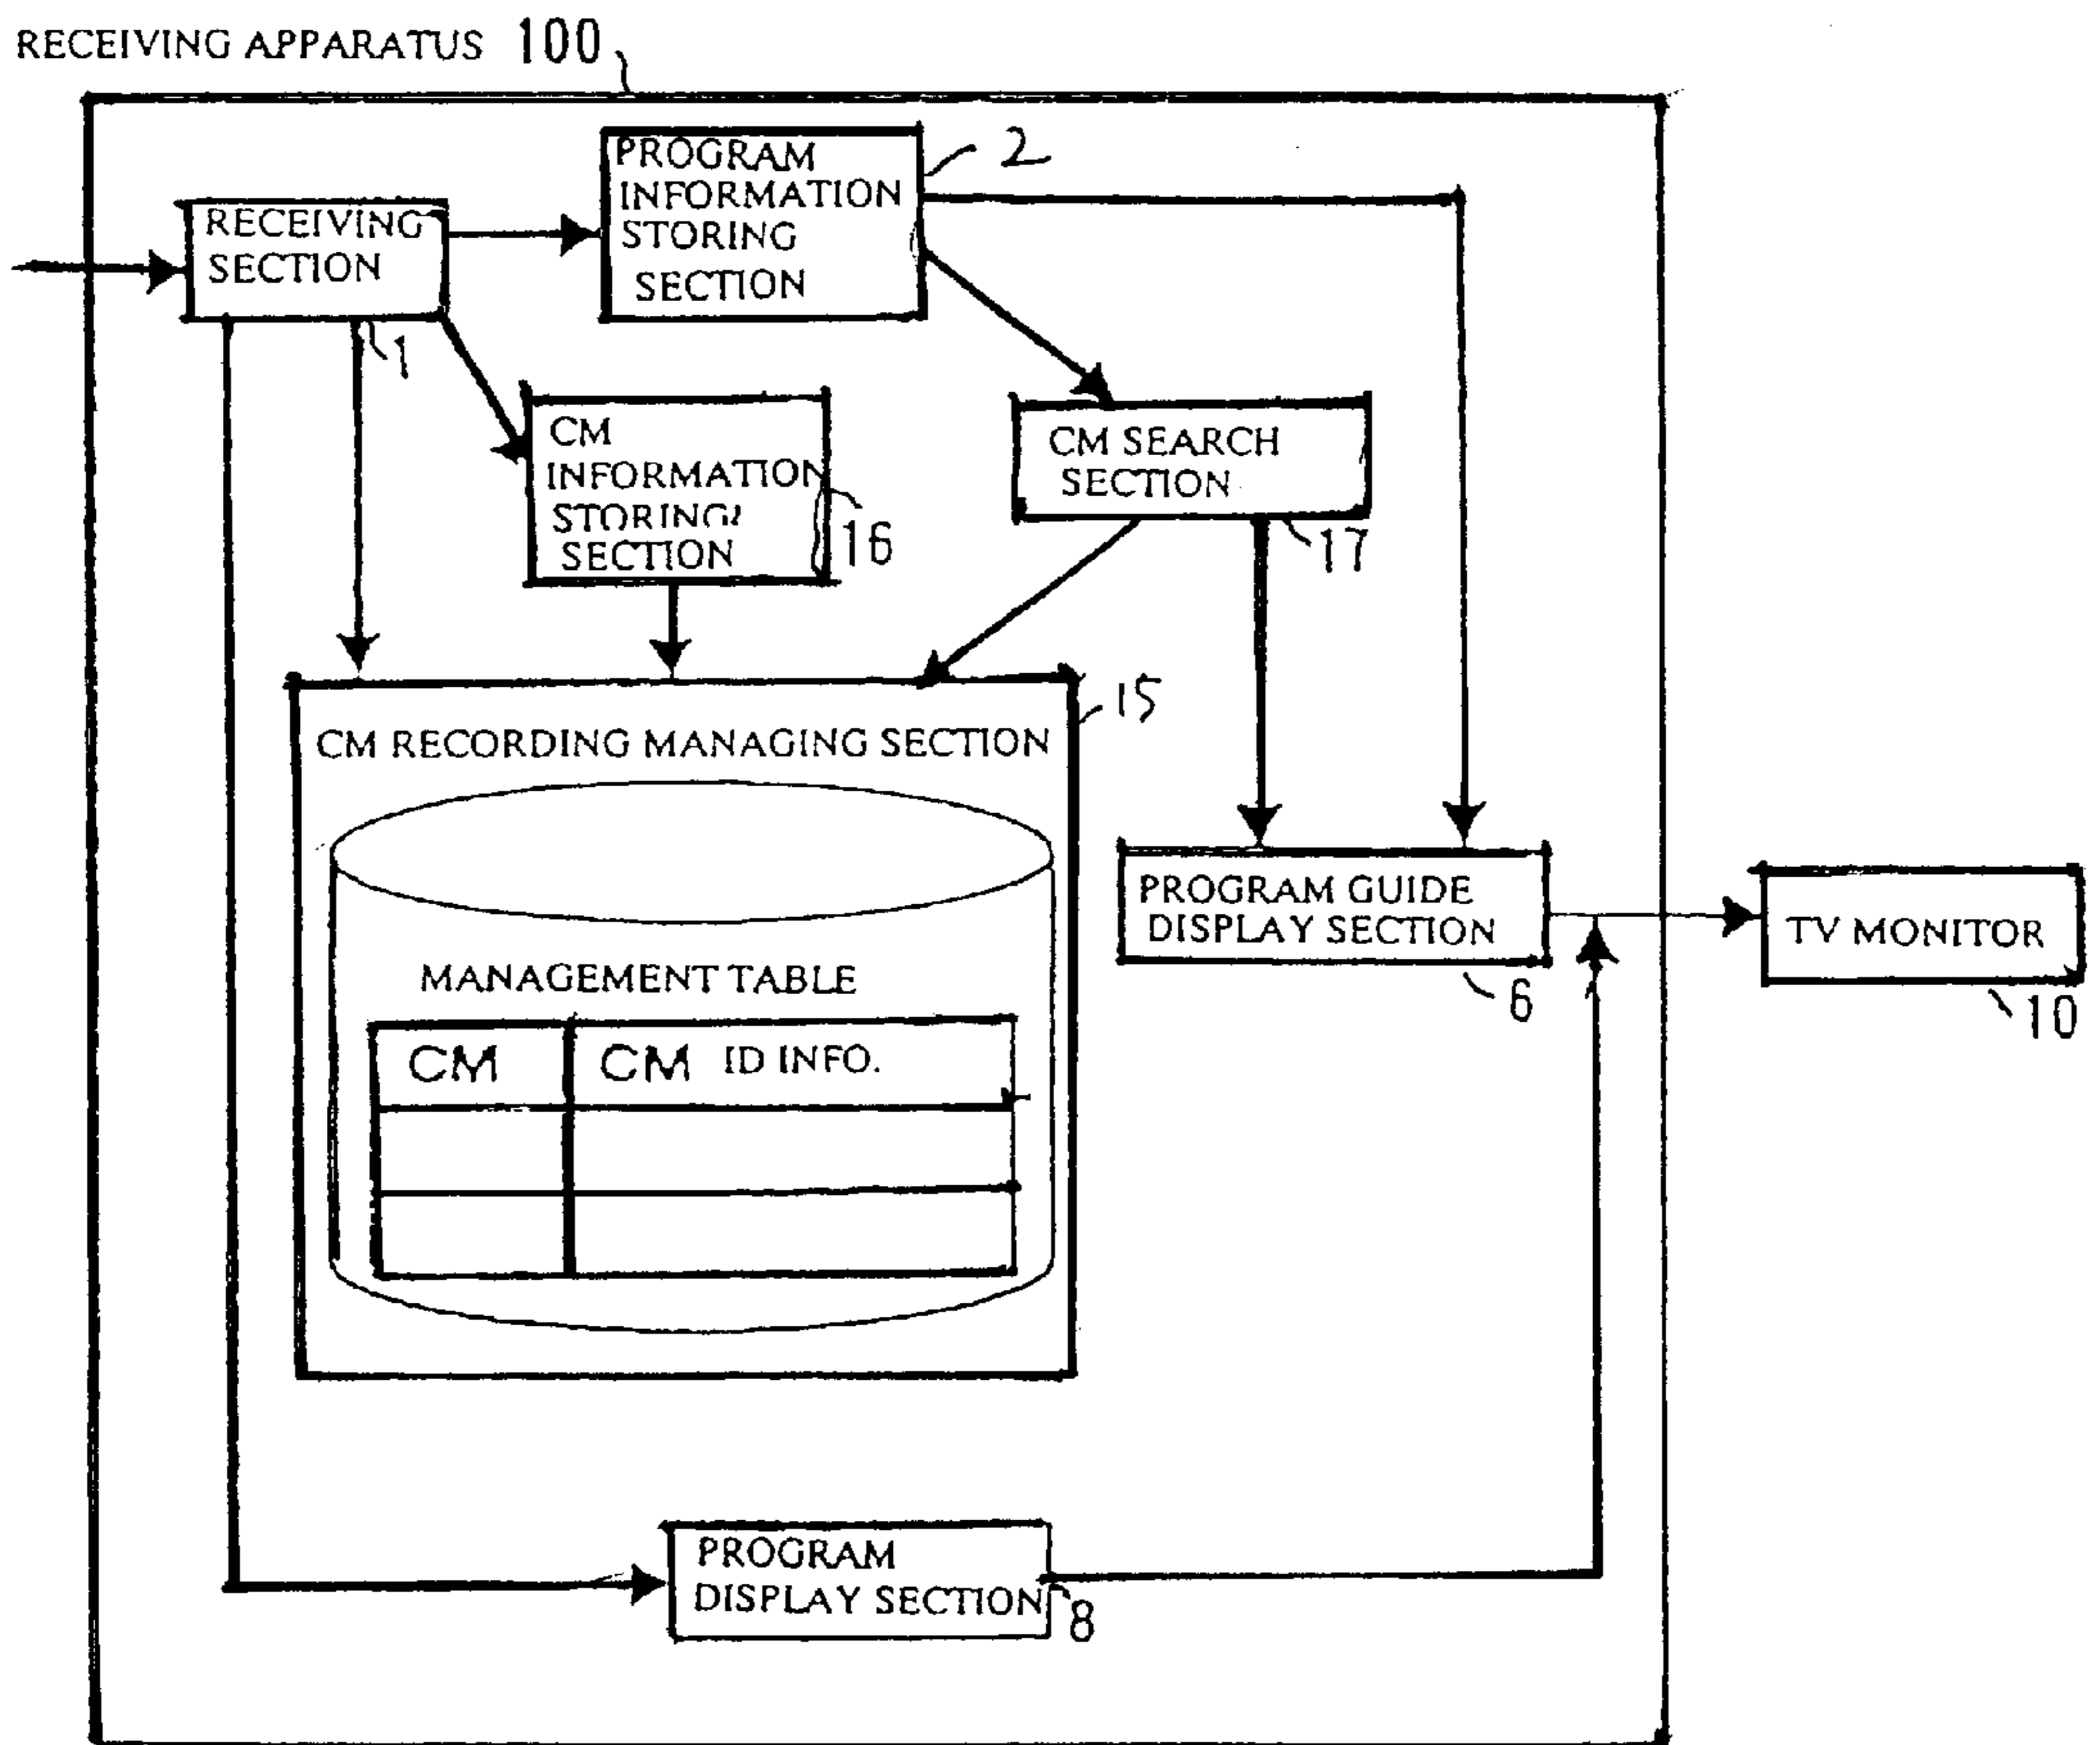 RECEIVING APPARATUS 100
PROGRAM
INFORMATION
STORING
SECTION
2
RECEIVING
SECTION
1
CM
INFORMATION
STORING
SECTION
16
CM SEARCH
SECTION
17
CM RECORDING MANAGING SECTION
15
MANAGEMENT TABLE
CM
CM ID INFO.
PROGRAM GUIDE
DISPLAY SECTION
6
TV MONITOR
10
PROGRAM
DISPLAY SECTION
8